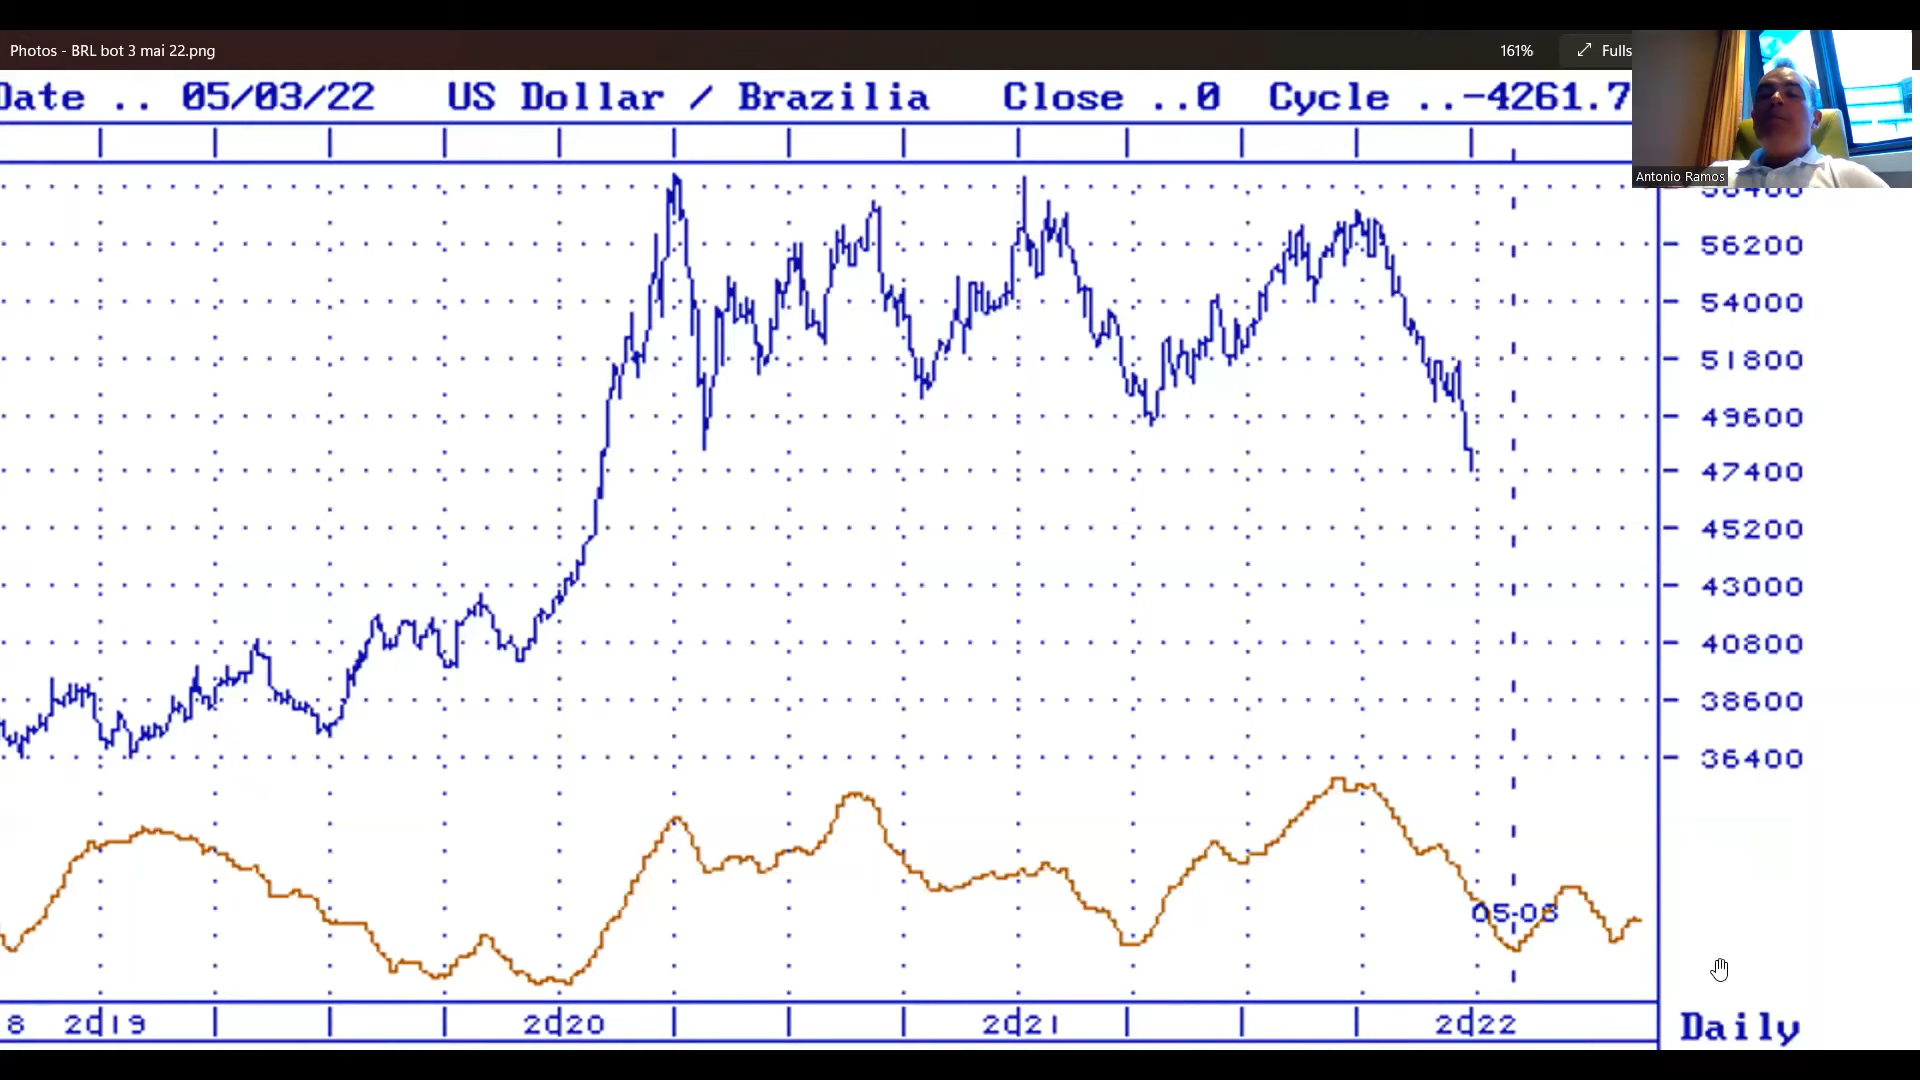 Photos - BRL bot 3 mai 22.png
161%
Fulls
Date .. 05/03/22 US Dollar / Brazilia Close ..0 Cycle ..-4261.7
Antonio Ramos
58400
56200
54000
51800
49600
47400
45200
43000
40800
38600
36400
05-03
8 2019 2020 2021 2022
Daily